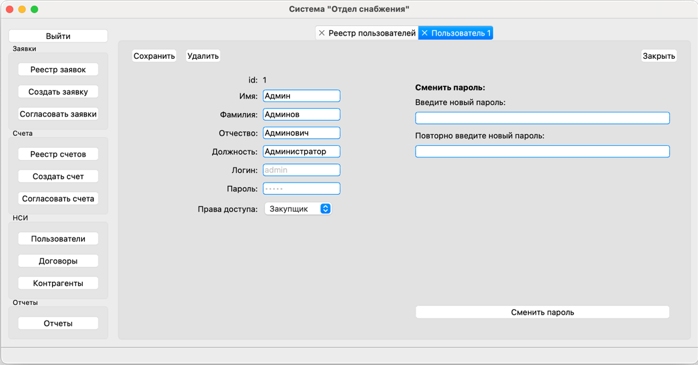 Система "Отдел снабжения"
Выйти
Заявки
Реестр заявок
Создать заявку
Согласовать заявки
Счета
Реестр счетов
Создать счет
Согласовать счета
НСИ
Пользователи
Договоры
Контрагенты
Отчеты
Отчеты
× Реестр пользователей × Пользователь 1
Сохранить Удалить Закрыть
id: 1
Имя: Админ
Фамилия: Админов
Отчество: Админович
Должность: Администратор
Логин: admin
Пароль: •••••
Права доступа: Закупщик
Сменить пароль:
Введите новый пароль:
Повторно введите новый пароль:
Сменить пароль